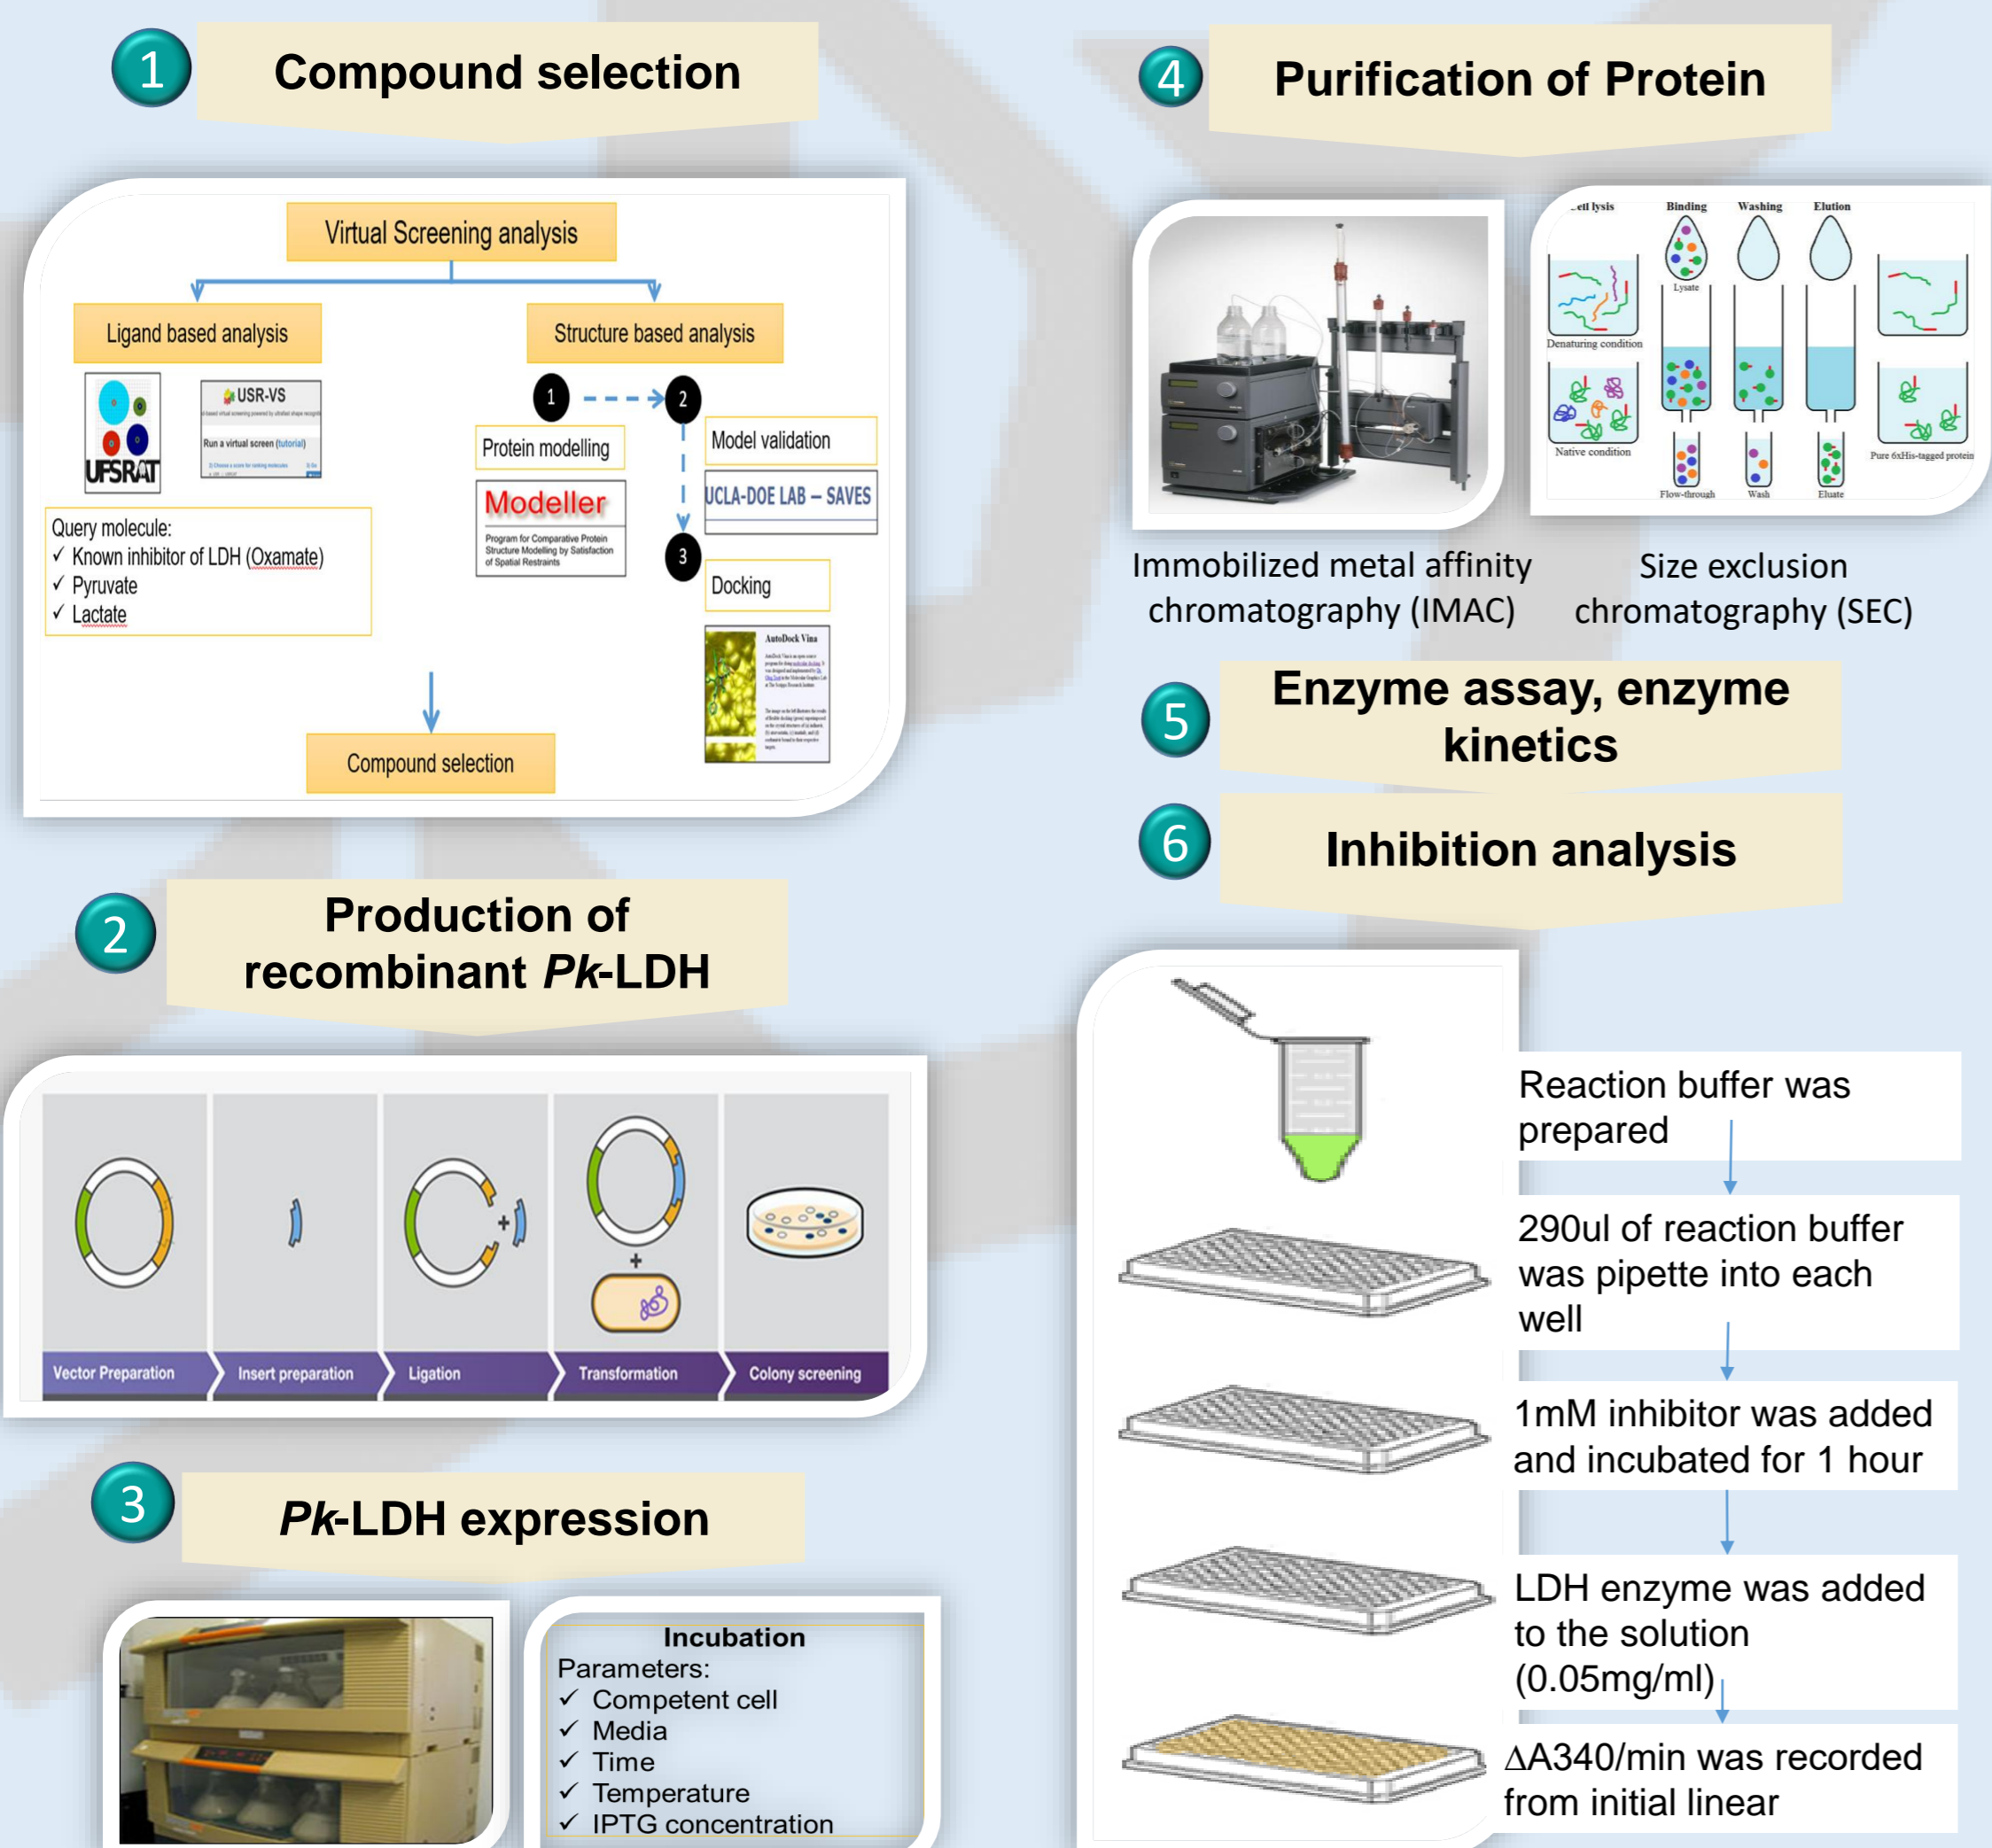 1
Compound selection
Virtual Screening analysis
Ligand based analysis
Structure based analysis
UFSRAT
USR-VS
Run a virtual screen (tutorial)
Query molecule:
✓ Known inhibitor of LDH (Oxamate)
✓ Pyruvate
✓ Lactate
1
2
Protein modelling
Modeller
Program for Comparative Protein
Structure Modelling by Satisfaction
of Spatial Restraints
Model validation
UCLA-DOE LAB – SAVES
3
Docking
AutoDock Vina
Compound selection
2
Production of
recombinant Pk-LDH
+
+
Vector Preparation
Insert preparation
Ligation
Transformation
Colony screening
3
Pk-LDH expression
Incubation
Parameters:
✓ Competent cell
✓ Media
✓ Time
✓ Temperature
✓ IPTG concentration
4
Purification of Protein
lysis
Binding
Washing
Elution
Lysate
Denaturing condition
Native condition
Flow-through
Wash
Eluate
Pure 6xHis-tagged protein
Immobilized metal affinity
chromatography (IMAC)
Size exclusion
chromatography (SEC)
5
Enzyme assay, enzyme
kinetics
6
Inhibition analysis
Reaction buffer was
prepared
290ul of reaction buffer
was pipette into each
well
1mM inhibitor was added
and incubated for 1 hour
LDH enzyme was added
to the solution
(0.05mg/ml)
∆A340/min was recorded
from initial linear